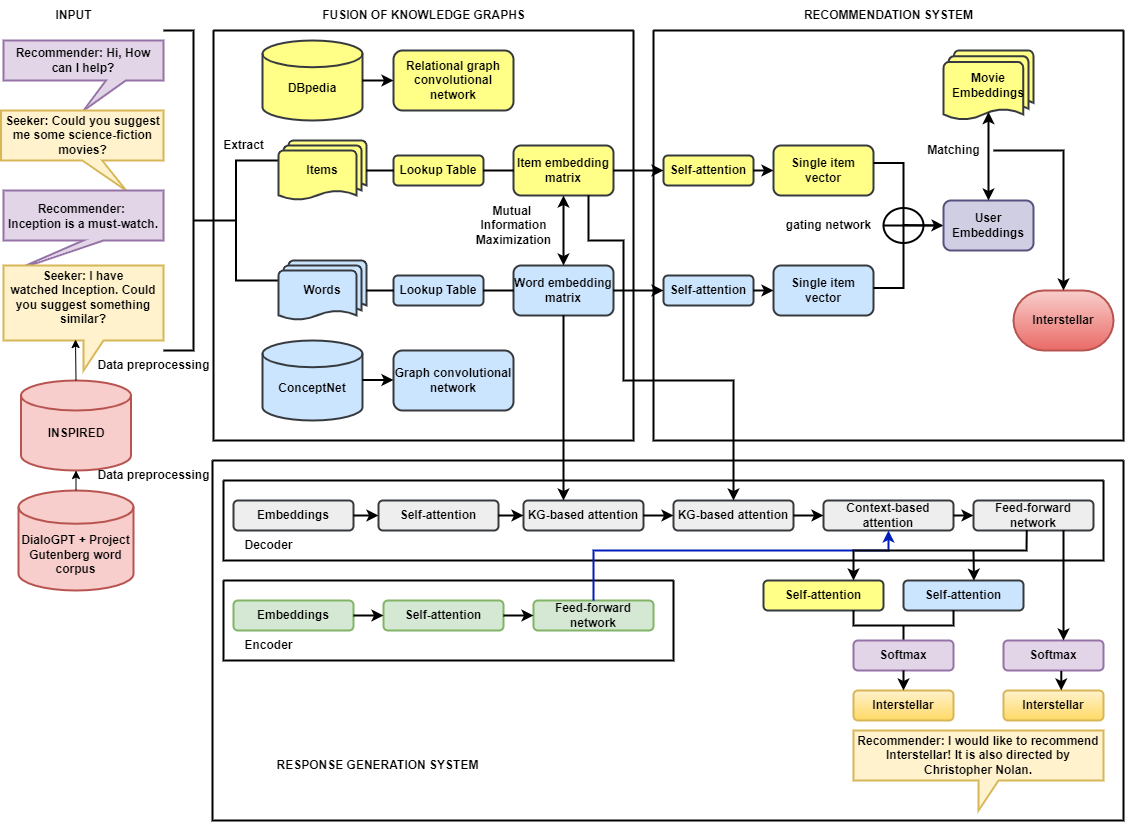 INPUT
FUSION OF KNOWLEDGE GRAPHS
RECOMMENDATION SYSTEM
Recommender: Hi, How
can I help?
Seeker: Could you suggest
me some science-fiction
movies?
Recommender:
Inception is a must-watch.
Seeker: I have
watched Inception. Could
you suggest something
similar?
Data preprocessing
INSPIRED
Data preprocessing
DialoGPT + Project
Gutenberg word
corpus
DBpedia
Relational graph
convolutional
network
Extract
Items
Lookup Table
Item embedding
matrix
Mutual
Information
Maximization
Words
Lookup Table
Word embedding
matrix
ConceptNet
Graph convolutional
network
Self-attention
Single item
vector
gating network
Self-attention
Single item
vector
Movie
Embeddings
Matching
User
Embeddings
Interstellar
Embeddings
Self-attention
KG-based attention
KG-based attention
Context-based
attention
Feed-forward
network
Decoder
Embeddings
Self-attention
Feed-forward
network
Encoder
Self-attention
Self-attention
Softmax
Softmax
Interstellar
Interstellar
Recommender: I would like to recommend
Interstellar! It is also directed by
Christopher Nolan.
RESPONSE GENERATION SYSTEM